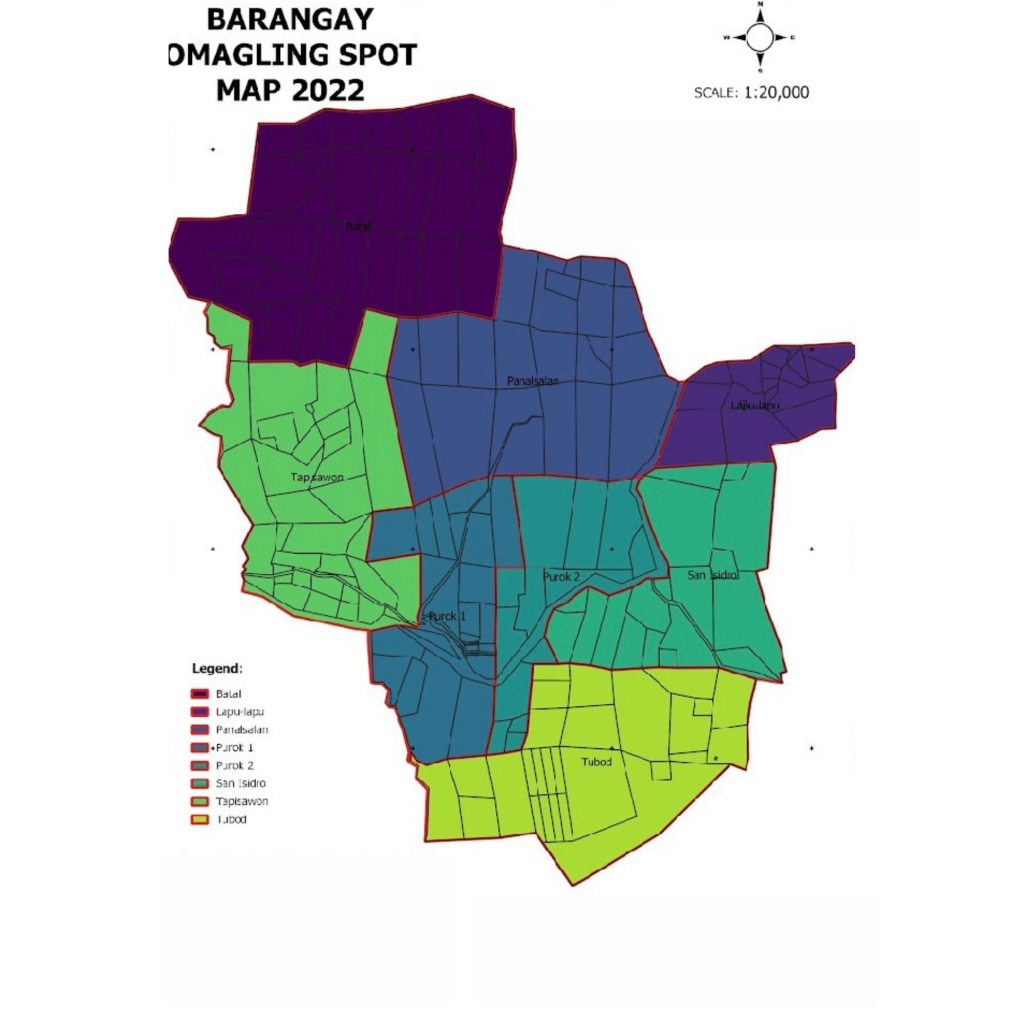 BARANGAY
OMAGLING SPOT
MAP 2022
N
W E
S
SCALE: 1:20,000
Batal
Panalsalan
Lapu-lapu
Tapisawon
Purok 2
San Isidro
Purok 1
Tubod
Legend:
Batal
Lapu-lapu
Panalsalan
Purok 1
Purok 2
San Isidro
Tapisawon
Tubod